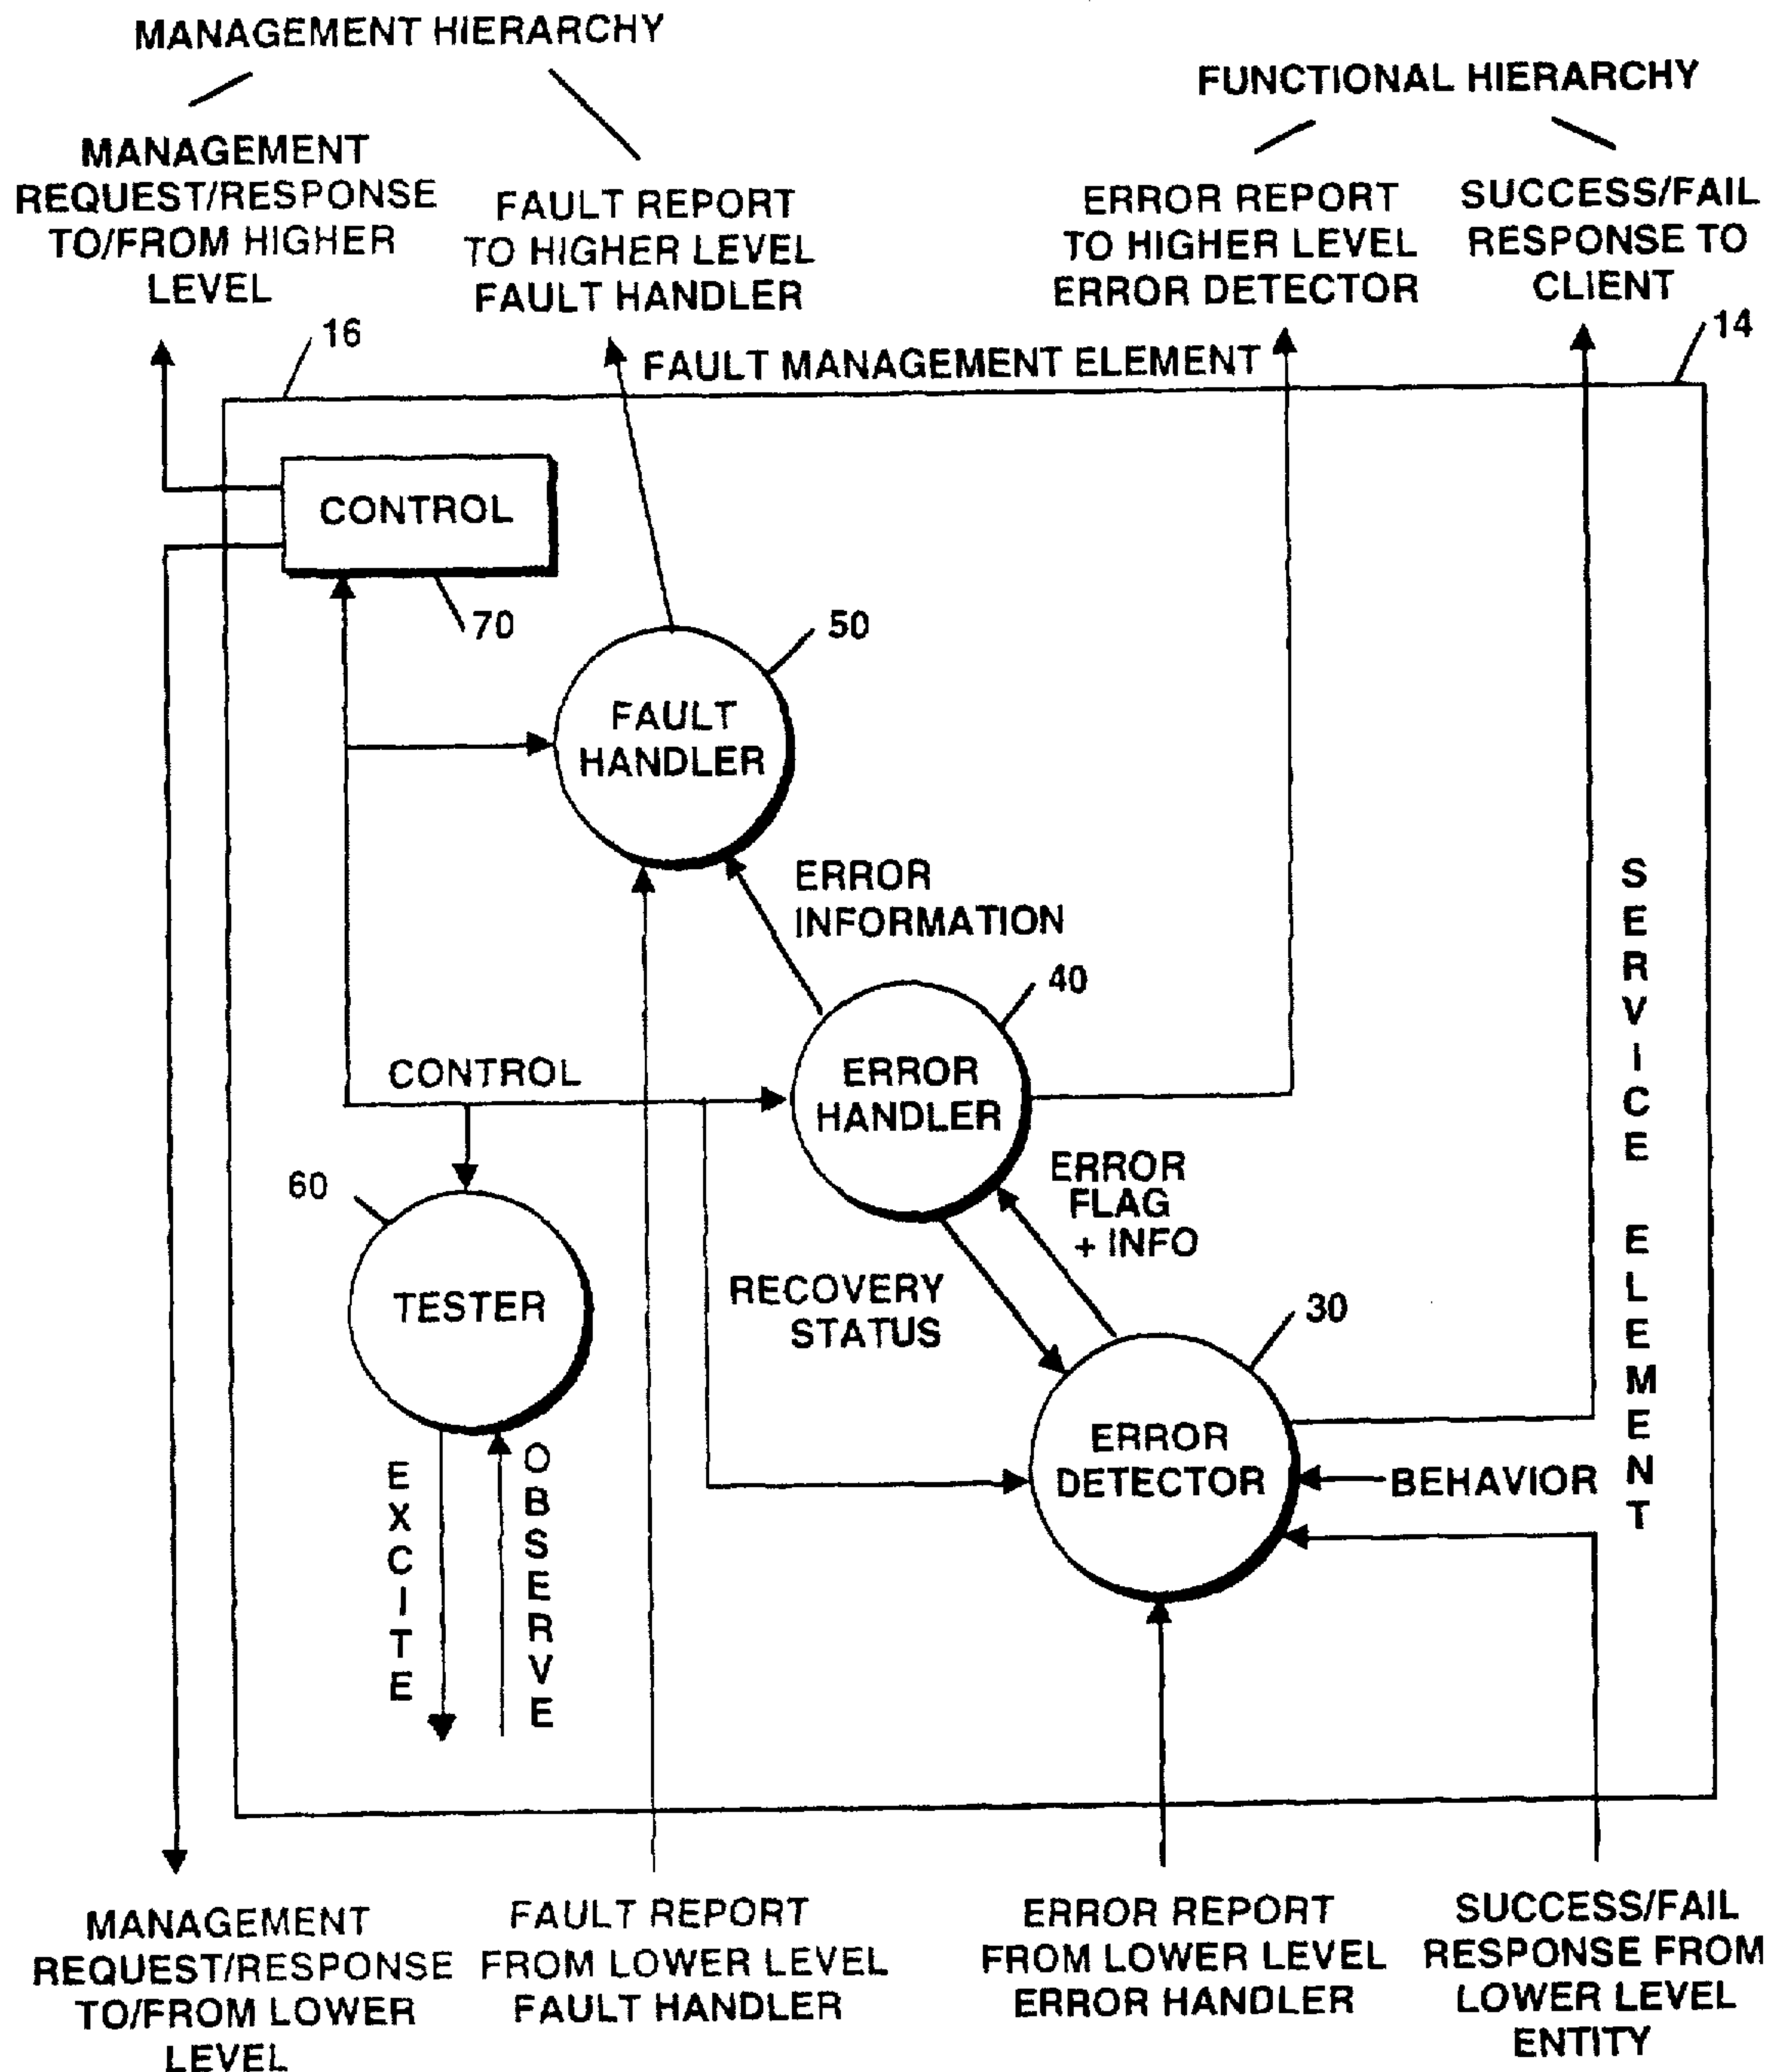 MANAGEMENT HIERARCHY
FUNCTIONAL HIERARCHY
MANAGEMENT
REQUEST/RESPONSE
TO/FROM HIGHER
LEVEL
FAULT REPORT
TO HIGHER LEVEL
FAULT HANDLER
ERROR REPORT
TO HIGHER LEVEL
ERROR DETECTOR
SUCCESS/FAIL
RESPONSE TO
CLIENT
16
FAULT MANAGEMENT ELEMENT
14
CONTROL
70
50
FAULT
HANDLER
ERROR
INFORMATION
40
CONTROL
ERROR
HANDLER
60
ERROR
FLAG
+ INFO
RECOVERY
STATUS
30
TESTER
ERROR
DETECTOR
BEHAVIOR
SERVICE ELEMENT
EXCITE
OBSERVE
MANAGEMENT
REQUEST/RESPONSE
TO/FROM LOWER
LEVEL
FAULT REPORT
FROM LOWER LEVEL
FAULT HANDLER
ERROR REPORT
FROM LOWER LEVEL
ERROR HANDLER
SUCCESS/FAIL
RESPONSE FROM
LOWER LEVEL
ENTITY